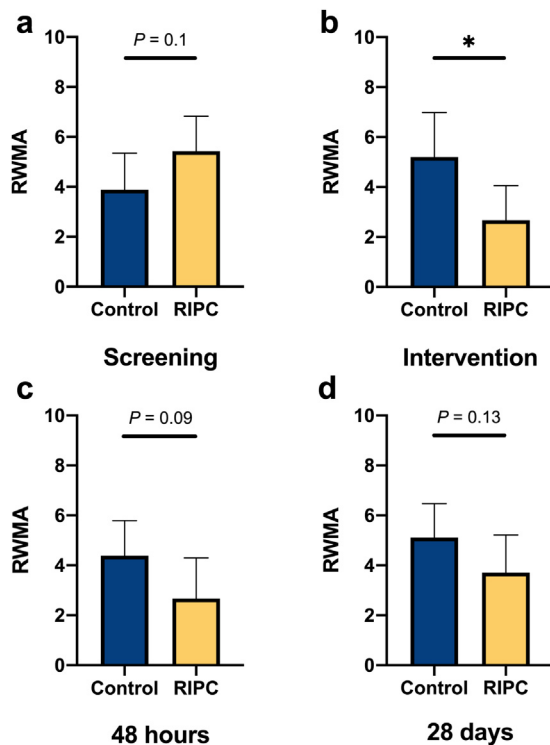 a
P = 0.1
10
8
6
4
2
0
RWMA
Control RIPC
Screening
b
*
10
8
6
4
2
0
RWMA
Control RIPC
Intervention
c
P = 0.09
10
8
6
4
2
0
RWMA
Control RIPC
48 hours
d
P = 0.13
10
8
6
4
2
0
RWMA
Control RIPC
28 days